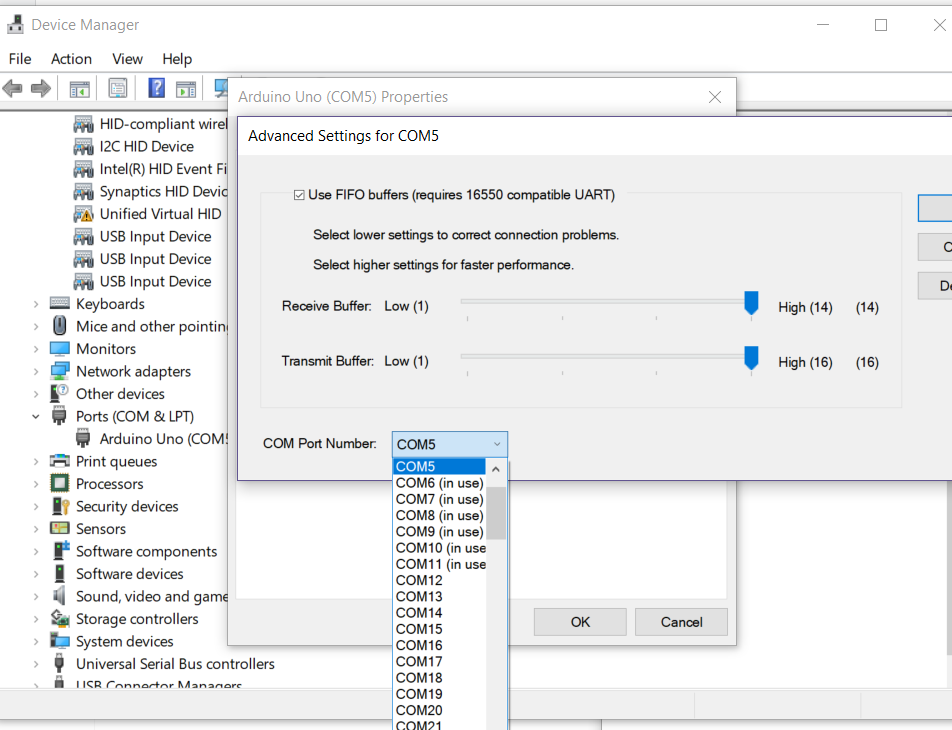 Device Manager
File Action View Help
Arduino Uno (COM5) Properties
Advanced Settings for COM5
HID-compliant
I2C HID Device
Intel(R) HID Event
Synaptics HID
Unified Virtual HID
USB Input Device
USB Input Device
USB Input Device
Keyboards
Mice and other
Monitors
Network adapters
Other devices
Ports (COM & LPT)
Arduino Uno (COM5
Print queues
Processors
Security devices
Sensors
Software components
Software devices
Sound, video and
Storage controllers
System devices
Universal Serial Bus controllers
USB Connector Managers
Use FIFO buffers (requires 16550 compatible UART)
Select lower settings to correct connection problems.
Select higher settings for faster performance.
Receive Buffer: Low (1) High (14) (14)
Transmit Buffer: Low (1) High (16) (16)
COM Port Number: COM5
COM5
COM6 (in use)
COM7 (in use)
COM8 (in use)
COM9 (in use)
COM10 (in use
COM11 (in use
COM12
COM13
COM14
COM15
COM16
COM17
COM18
COM19
COM20
COM21
OK Cancel